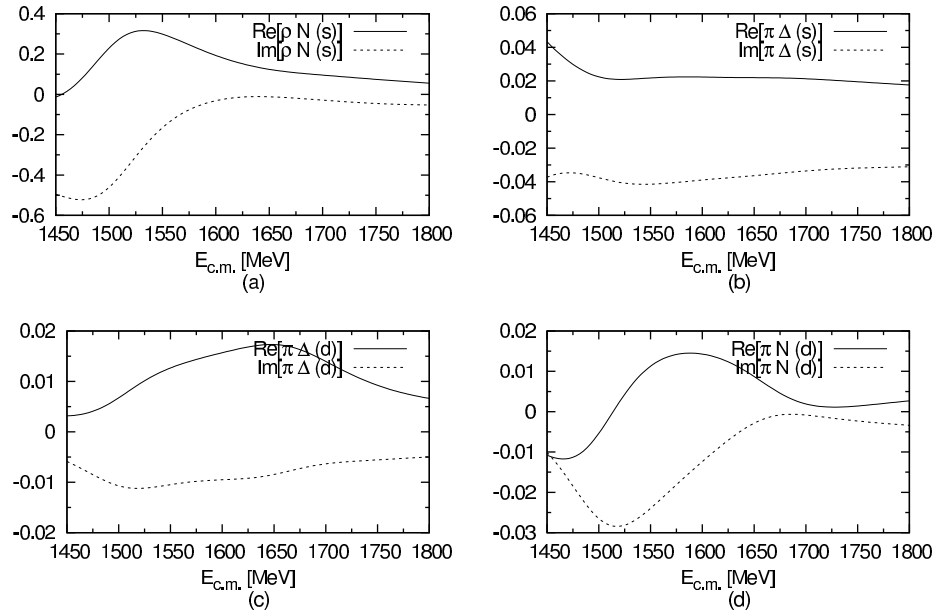 0.4
0.2
0
-0.2
-0.4
-0.6
Re[ρ N (s)]
Im[ρ N (s)]
1450 1500 1550 1600 1650 1700 1750 1800
E c.m. [MeV]
(a)
0.06
0.04
0.02
0
-0.02
-0.04
-0.06
Re[π Δ (s)]
Im[π Δ (s)]
1450 1500 1550 1600 1650 1700 1750 1800
E c.m. [MeV]
(b)
0.02
0.01
0
-0.01
-0.02
Re[π Δ (d)]
Im[π Δ (d)]
1450 1500 1550 1600 1650 1700 1750 1800
E c.m. [MeV]
(c)
0.02
0.01
0
-0.01
-0.02
-0.03
Re[π N (d)]
Im[π N (d)]
1450 1500 1550 1600 1650 1700 1750 1800
E c.m. [MeV]
(d)